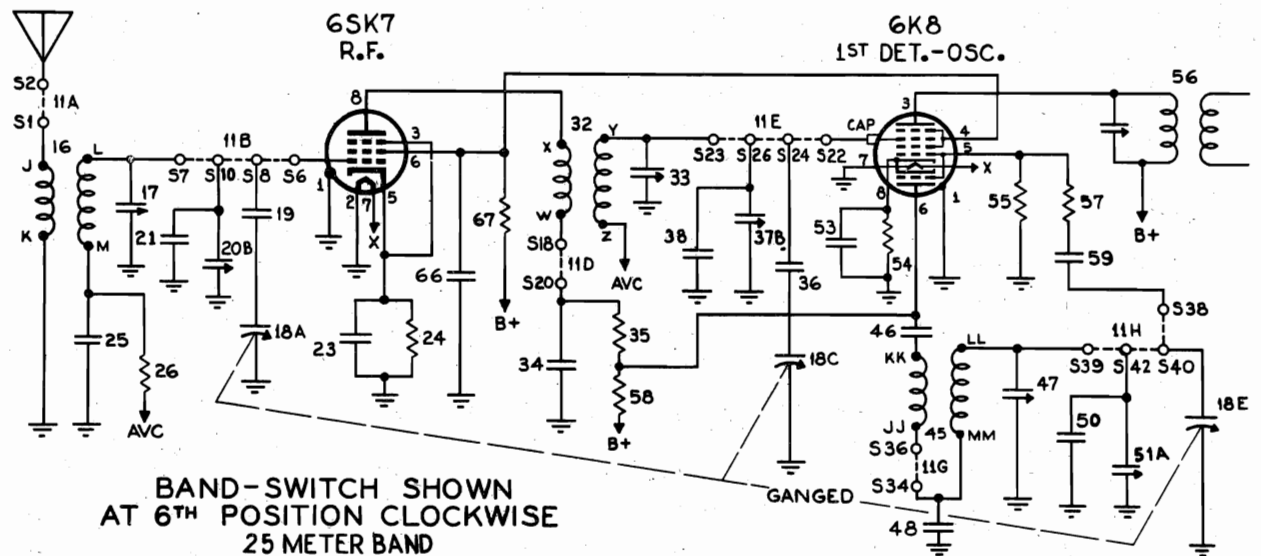 6SK7
R.F.
6K8
1ST DET.-OSC.
S2
11A
S1
16
J
K
L
M
11B
S7
S10
S8
S6
17
21
20B
19
18A
25
26
AVC
8
3
6
1
2
7
5
X
23
24
66
67
B+
32
X
W
Y
Z
S18
11D
S20
AVC
33
34
35
58
B+
11E
S23
S26
S24
S22
38
37B
36
18C
CAP
3
4
5
7
8
6
1
X
53
54
55
57
59
56
B+
46
KK
JJ
45
LL
MM
S36
11G
S34
48
47
S38
11H
S39
S42
S40
50
51A
18E
GANGED
BAND-SWITCH SHOWN
AT 6TH POSITION CLOCKWISE
25 METER BAND